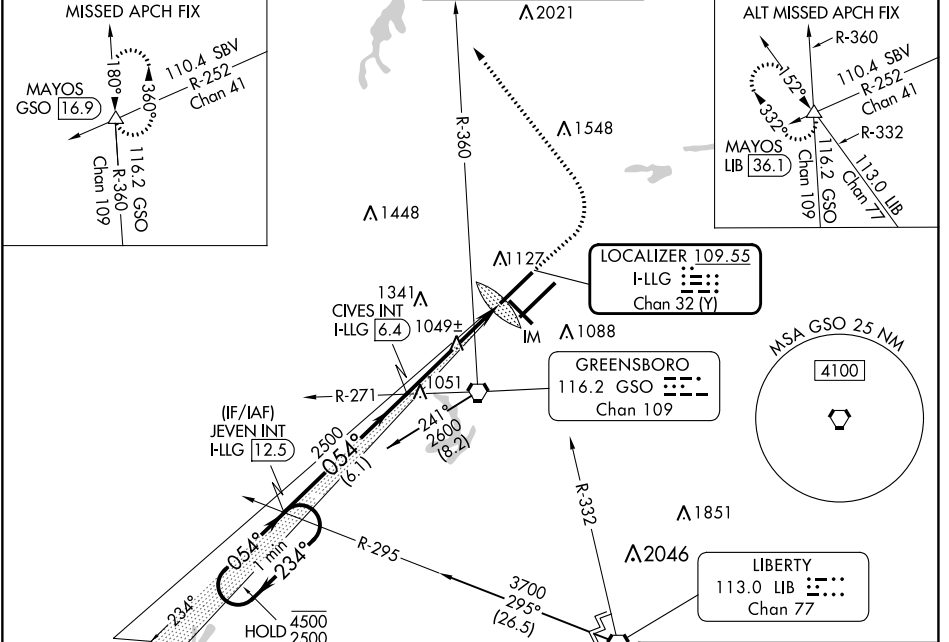 MISSED APCH FIX
180°
360°
110.4 SBV
R-252
Chan 41
MAYOS
GSO 16.9
116.2 GSO
R-360
Chan 109
2021
R-360
1548
1448
1127
1341
CIVES INT
I-LLG 6.4
1049±
IM
1088
LOCALIZER 109.55
I-LLG
Chan 32 (Y)
ALT MISSED APCH FIX
R-360
110.4 SBV
R-252
Chan 41
152°
332°
R-332
MAYOS
LIB 36.1
116.2 GSO
Chan 109
113.0 LIB
Chan 77
GREENSBORO
116.2 GSO
Chan 109
MSA GSO 25 NM
4100
R-271
1051
241°
2600
(8.2)
(IF/IAF)
JEVEN INT
I-LLG 12.5
2500
054°
(6.1)
054°
1 min
234°
234°
HOLD 4500
2500
R-295
3700
295°
(26.5)
R-332
1851
2046
LIBERTY
113.0 LIB
Chan 77